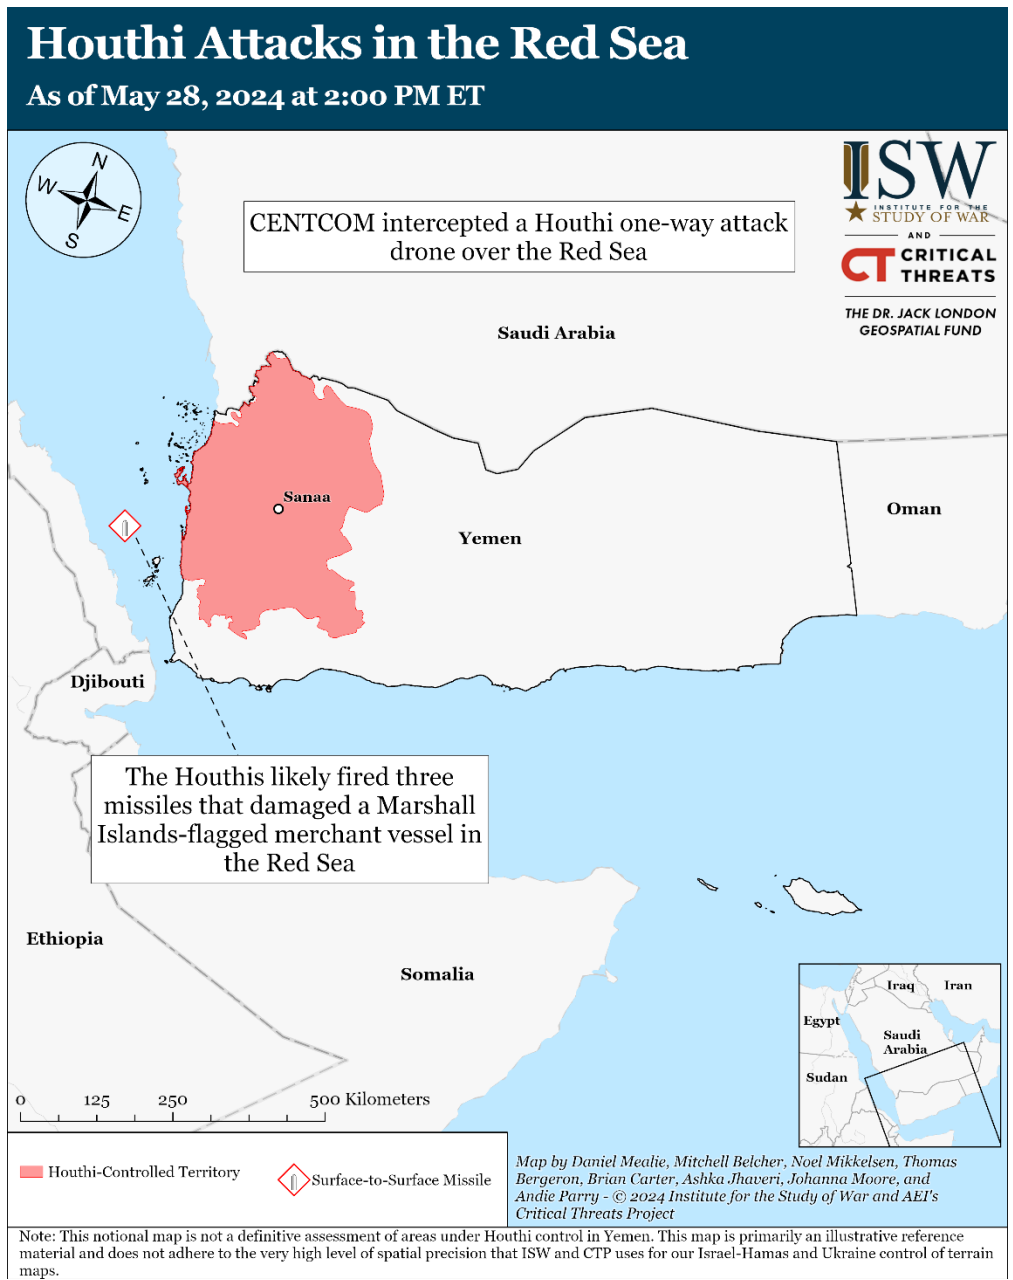 Houthi Attacks in the Red Sea
As of May 28, 2024 at 2:00 PM ET
N
W
E
S
ISW
INSTITUTE FOR THE
STUDY OF WAR
AND
CT CRITICAL
THREATS
THE DR. JACK LONDON
GEOSPATIAL FUND
CENTCOM intercepted a Houthi one-way attack
drone over the Red Sea
Saudi Arabia
Sanaa
Yemen
Oman
Djibouti
The Houthis likely fired three
missiles that damaged a Marshall
Islands-flagged merchant vessel in
the Red Sea
Ethiopia
Somalia
Iraq
Iran
Egypt
Saudi
Arabia
Sudan
0 125 250 500 Kilometers
Houthi-Controlled Territory
Surface-to-Surface Missile
Map by Daniel Mealie, Mitchell Belcher, Noel Mikkelsen, Thomas
Bergeron, Brian Carter, Ashka Jhaveri, Johanna Moore, and
Andie Parry - © 2024 Institute for the Study of War and AEI's
Critical Threats Project
Note: This notional map is not a definitive assessment of areas under Houthi control in Yemen. This map is primarily an illustrative reference
material and does not adhere to the very high level of spatial precision that ISW and CTP uses for our Israel-Hamas and Ukraine control of terrain
maps.